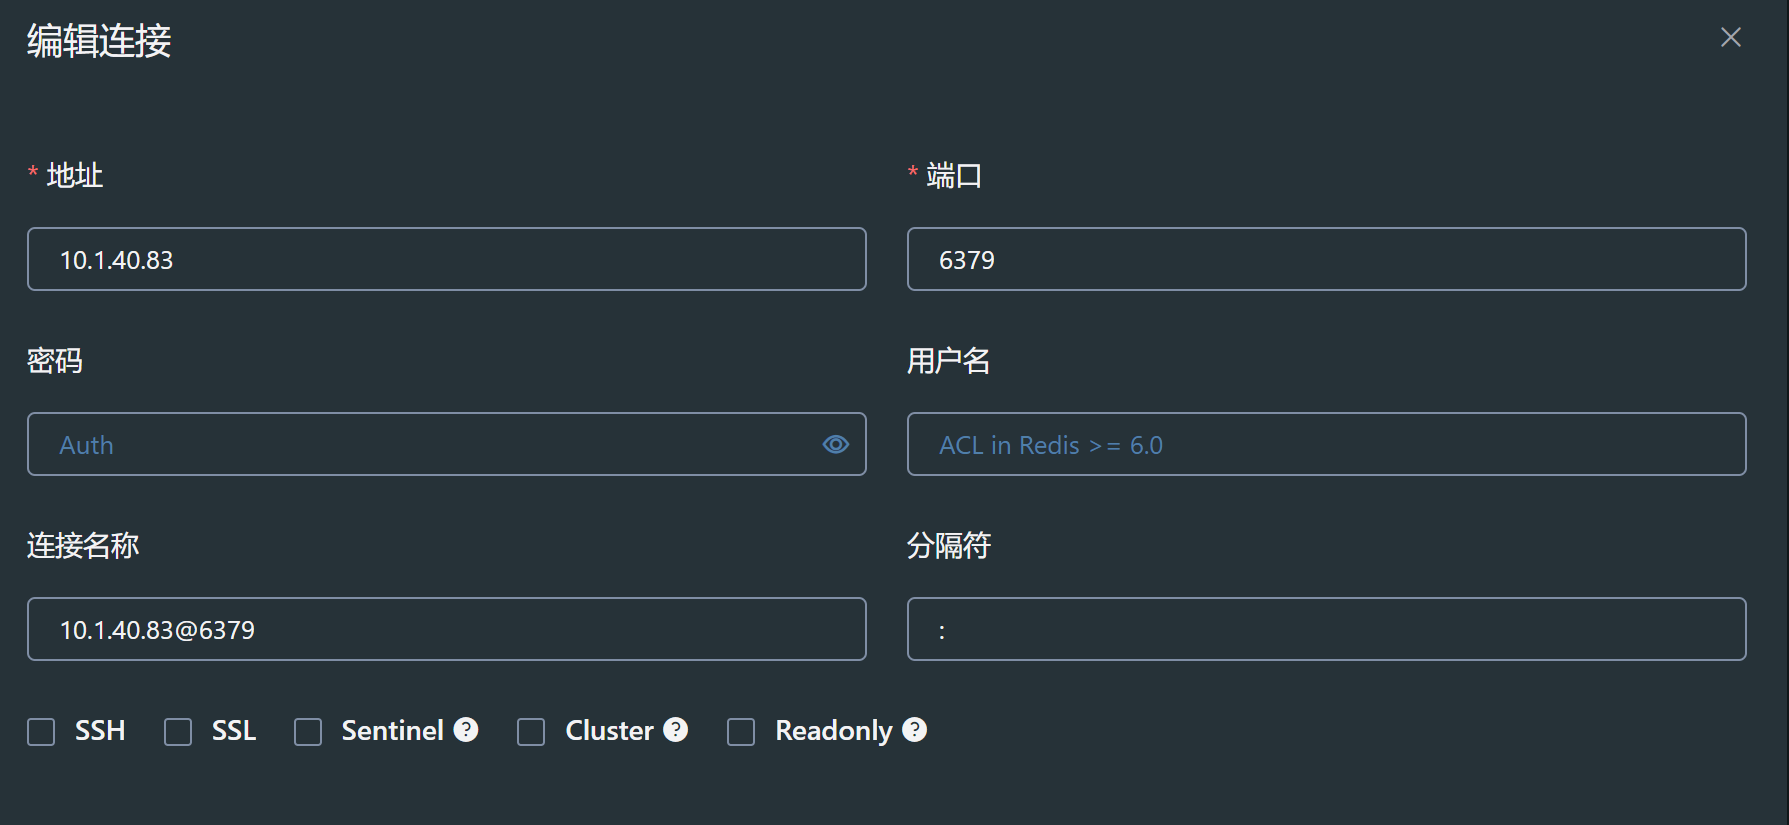 编辑连接
* 地址
* 端口
10.1.40.83
6379
密码
用户名
Auth
ACL in Redis >= 6.0
连接名称
分隔符
10.1.40.83@6379
:
SSH SSL Sentinel ? Cluster ? Readonly ?